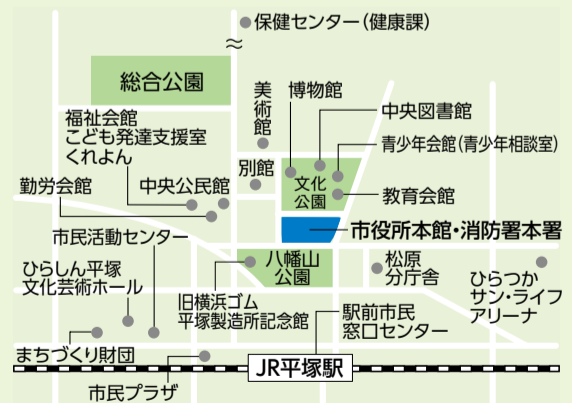 保健センター(健康課)
総合公園
美術館
博物館
中央図書館
福祉会館
こども発達支援室
くれよん
青少年会館(青少年相談室)
別館
文化
公園
勤労会館
中央公民館
教育会館
市役所本館・消防署本署
市民活動センター
八幡山
公園
松原
分庁舎
ひらしん平塚
文化芸術ホール
ひらつか
サン・ライフ
アリーナ
旧横浜ゴム
平塚製造所記念館
駅前市民
窓口センター
まちづくり財団
JR平塚駅
市民プラザ